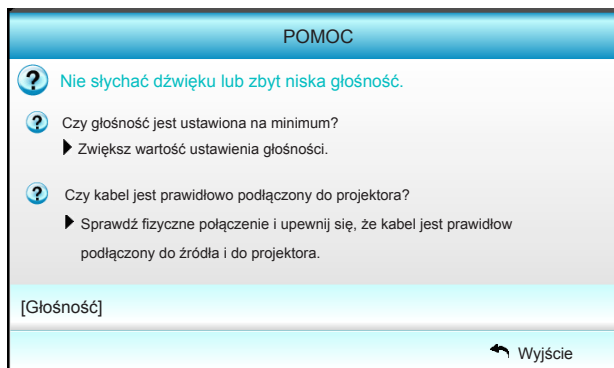 POMOC
Nie słychać dźwięku lub zbyt niska głośność.
Czy głośność jest ustawiona na minimum?
Zwiększ wartość ustawienia głośności.
Czy kabel jest prawidłowo podłączony do projektora?
Sprawdź fizyczne połączenie i upewnij się, że kabel jest prawidłow
podłączony do źródła i do projektora.
[Głośność]
Wyjście